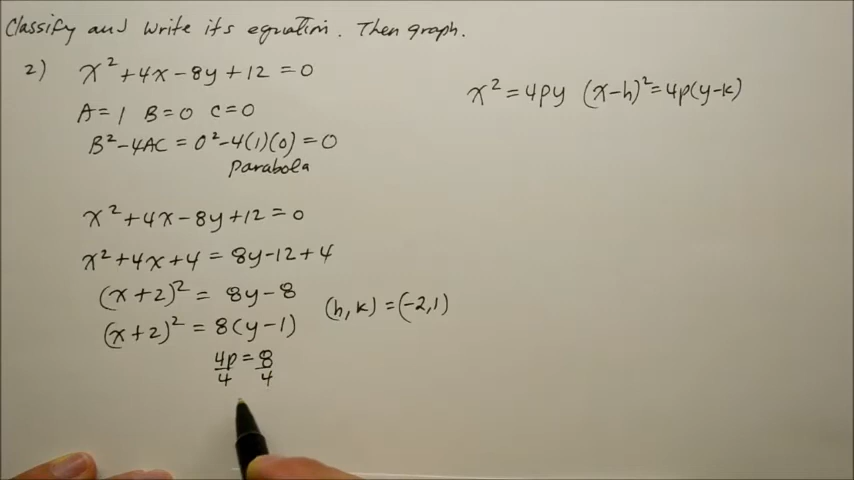 Classify and write its equation. Then graph.
2) x² + 4x - 8y + 12 = 0
x² = 4py (x-h)² = 4p(y-k)
A = 1 B = 0 C = 0
B² - 4AC = 0² - 4(1)(0) = 0
parabola
x² + 4x - 8y + 12 = 0
x² + 4x + 4 = 8y - 12 + 4
(x+2)² = 8y - 8
(h, k) = (-2, 1)
(x+2)² = 8(y-1)
4p = 8
4 4